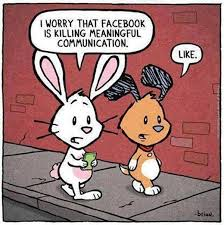 I WORRY THAT FACEBOOK
IS KILLING MEANINGFUL
COMMUNICATION.
LIKE.